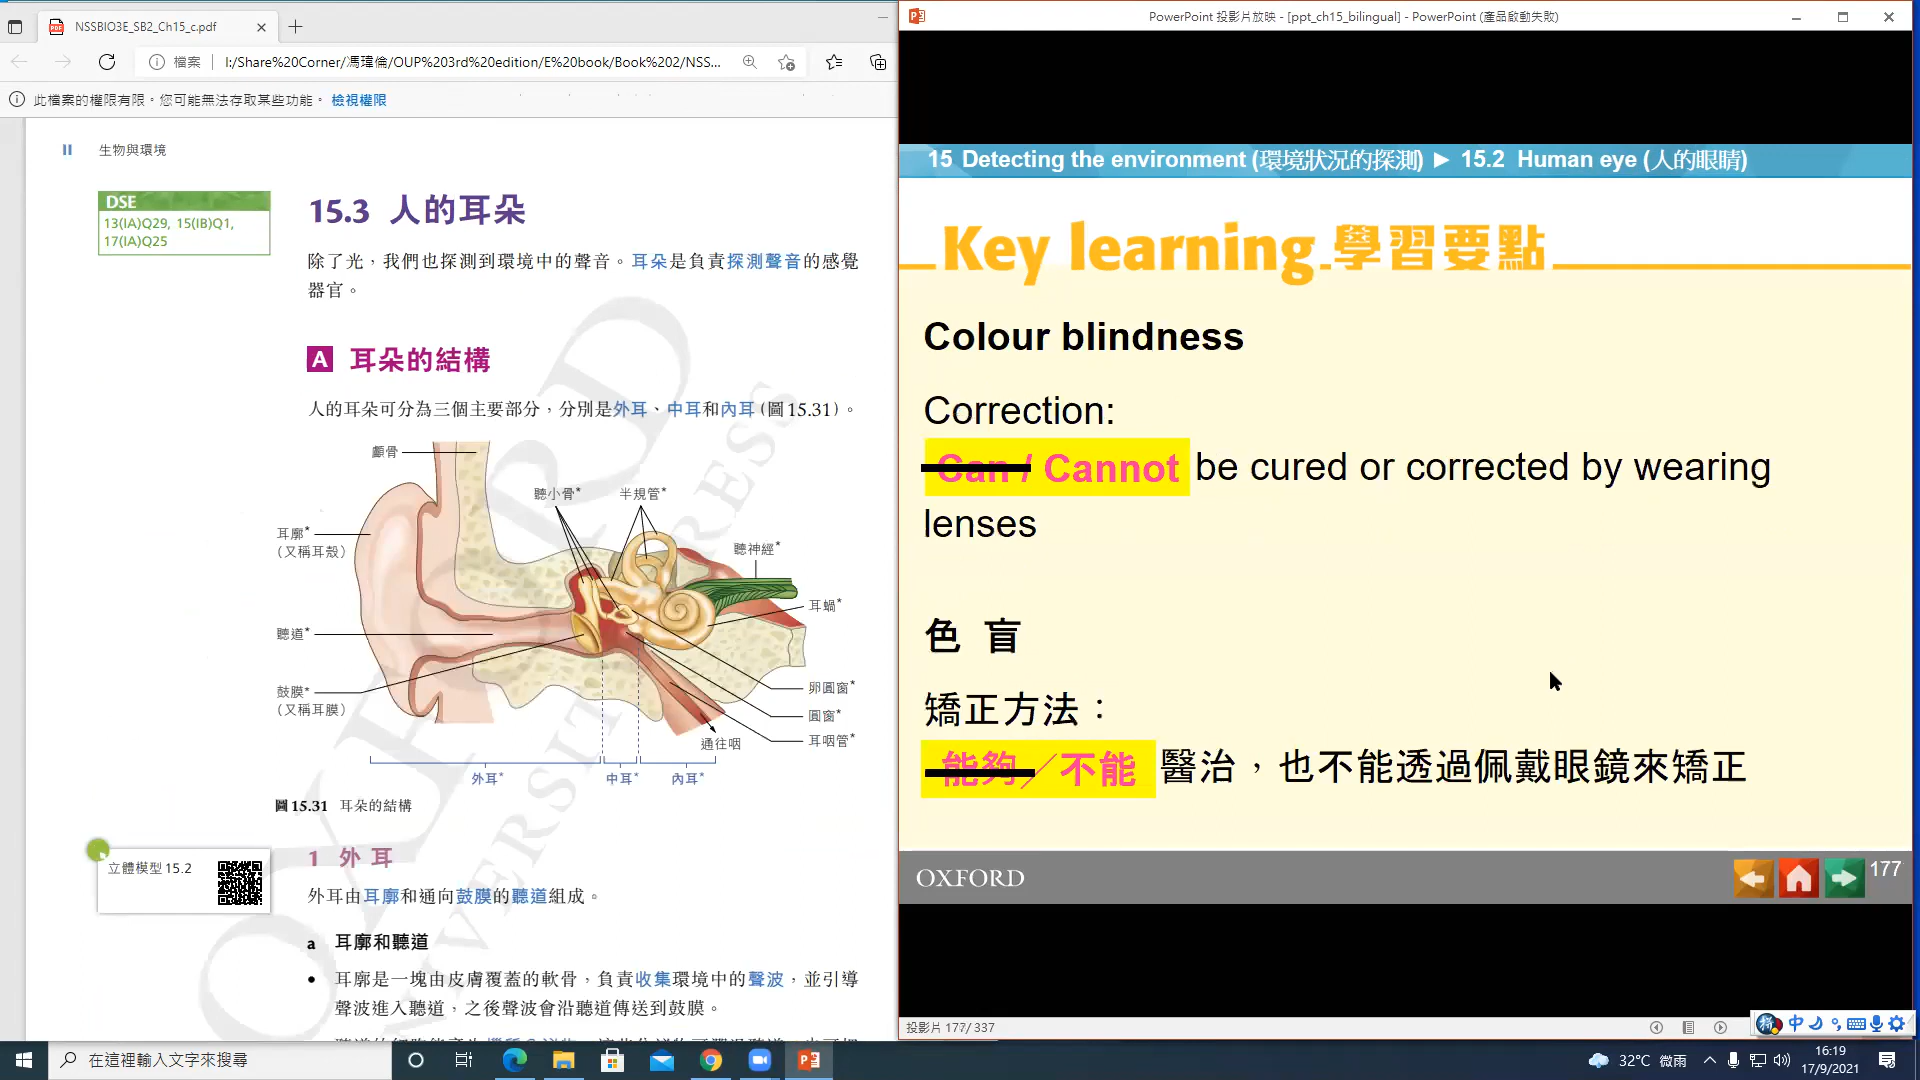 NSSBIO3E_SB2_Ch15_c.pdf
檔案
I:/Share%20Corner/馮瑋倫/OUP%203rd%20edition/E%20book/Book%202/NSS...
此檔案的權限有限。您可能無法存取某些功能。 檢視權限
II 生物與環境
DSE
13(IA)Q29, 15(IB)Q1,
17(IA)Q25
15.3 人的耳朵
除了光，我們也探測到環境中的聲音。耳朵是負責探測聲音的感覺
器官。
A 耳朵的結構
人的耳朵可分為三個主要部分，分別是外耳、中耳和內耳（圖 15.31）。
顱骨
聽小骨*
半規管*
耳廓*
（又稱耳殼）
聽神經*
耳蝸*
聽道*
鼓膜*
（又稱耳膜）
卵圓窗*
圓窗*
耳咽管*
通往咽
外耳*
中耳*
內耳*
圖 15.31 耳朵的結構
立體模型 15.2
1 外耳
外耳由耳廓和通向鼓膜的聽道組成。
a 耳廓和聽道
• 耳廓是一塊由皮膚覆蓋的軟骨，負責收集環境中的聲波，並引導
聲波進入聽道，之後聲波會沿聽道傳送到鼓膜。
OXFORD
UNIVERSITY PRESS
PowerPoint 投影片放映 - [ppt_ch15_bilingual] - PowerPoint (產品啟動失敗)
15 Detecting the environment (環境狀況的探測) ► 15.2 Human eye (人的眼睛)
Key learning 學習要點
Colour blindness
Correction:
Can / Cannot be cured or corrected by wearing
lenses
色 盲
矯正方法：
能夠／不能 醫治，也不能透過佩戴眼鏡來矯正
OXFORD
177
投影片 177/ 337
拼 中
在這裡輸入文字來搜尋
32°C 微雨
16:19
17/9/2021